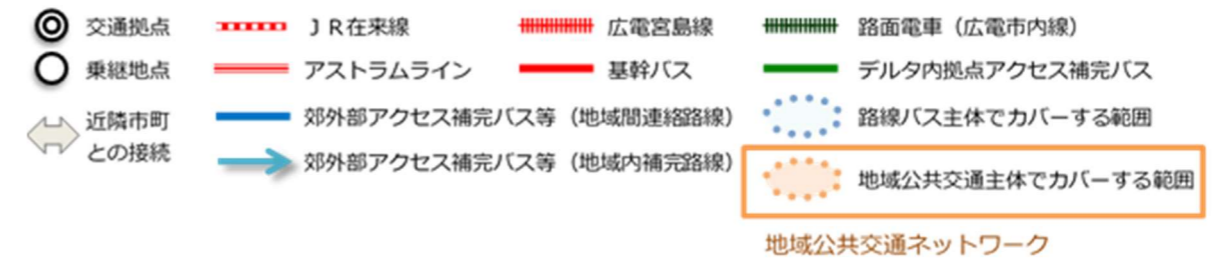 交通拠点
JR在来線
広電宮島線
路面電車（広電市内線）
乗継地点
アストラムライン
基幹バス
デルタ内拠点アクセス補完バス
近隣市町
との接続
郊外部アクセス補完バス等（地域間連絡路線）
路線バス主体でカバーする範囲
郊外部アクセス補完バス等（地域内補完路線）
地域公共交通主体でカバーする範囲
地域公共交通ネットワーク